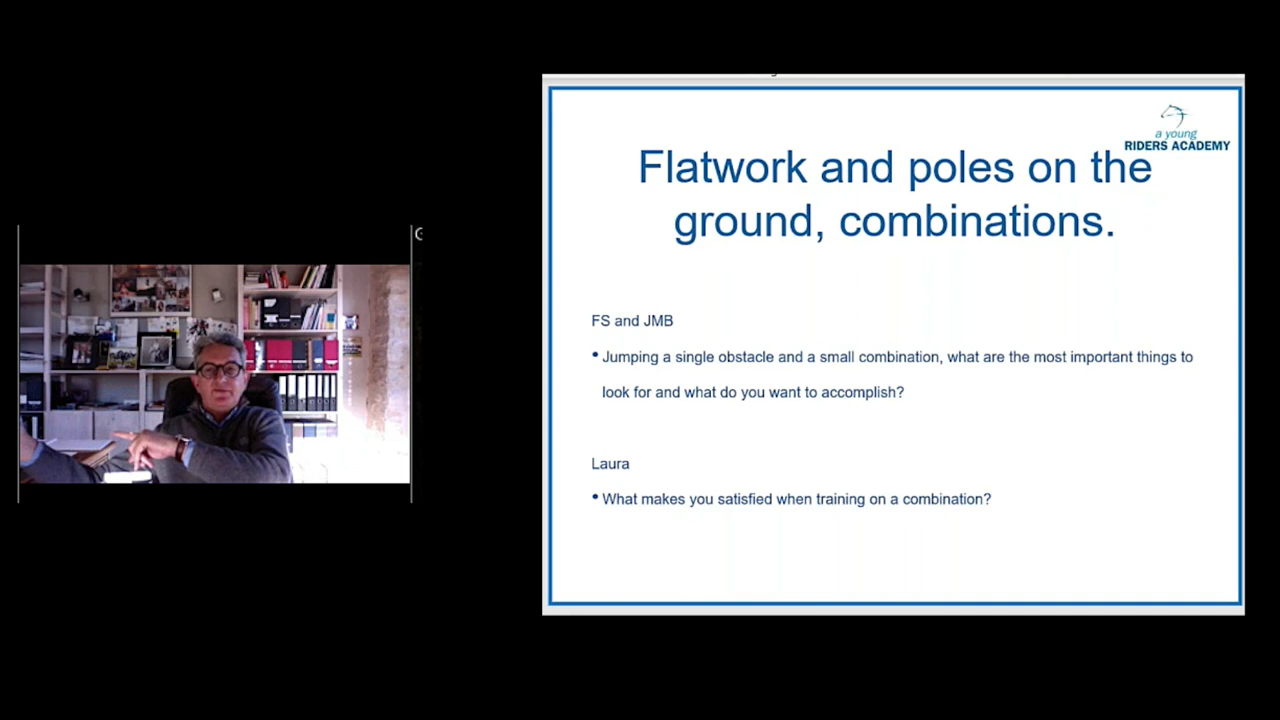 a young
RIDERS ACADEMY
Flatwork and poles on the
ground, combinations.
FS and JMB
• Jumping a single obstacle and a small combination, what are the most important things to
look for and what do you want to accomplish?
Laura
• What makes you satisfied when training on a combination?